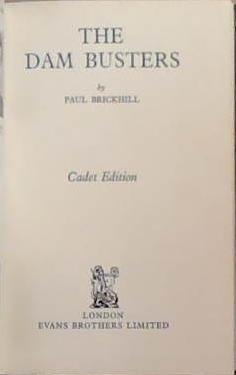 THE
DAM BUSTERS
by
PAUL BRICKHILL
Cadet Edition
LONDON
EVANS BROTHERS LIMITED